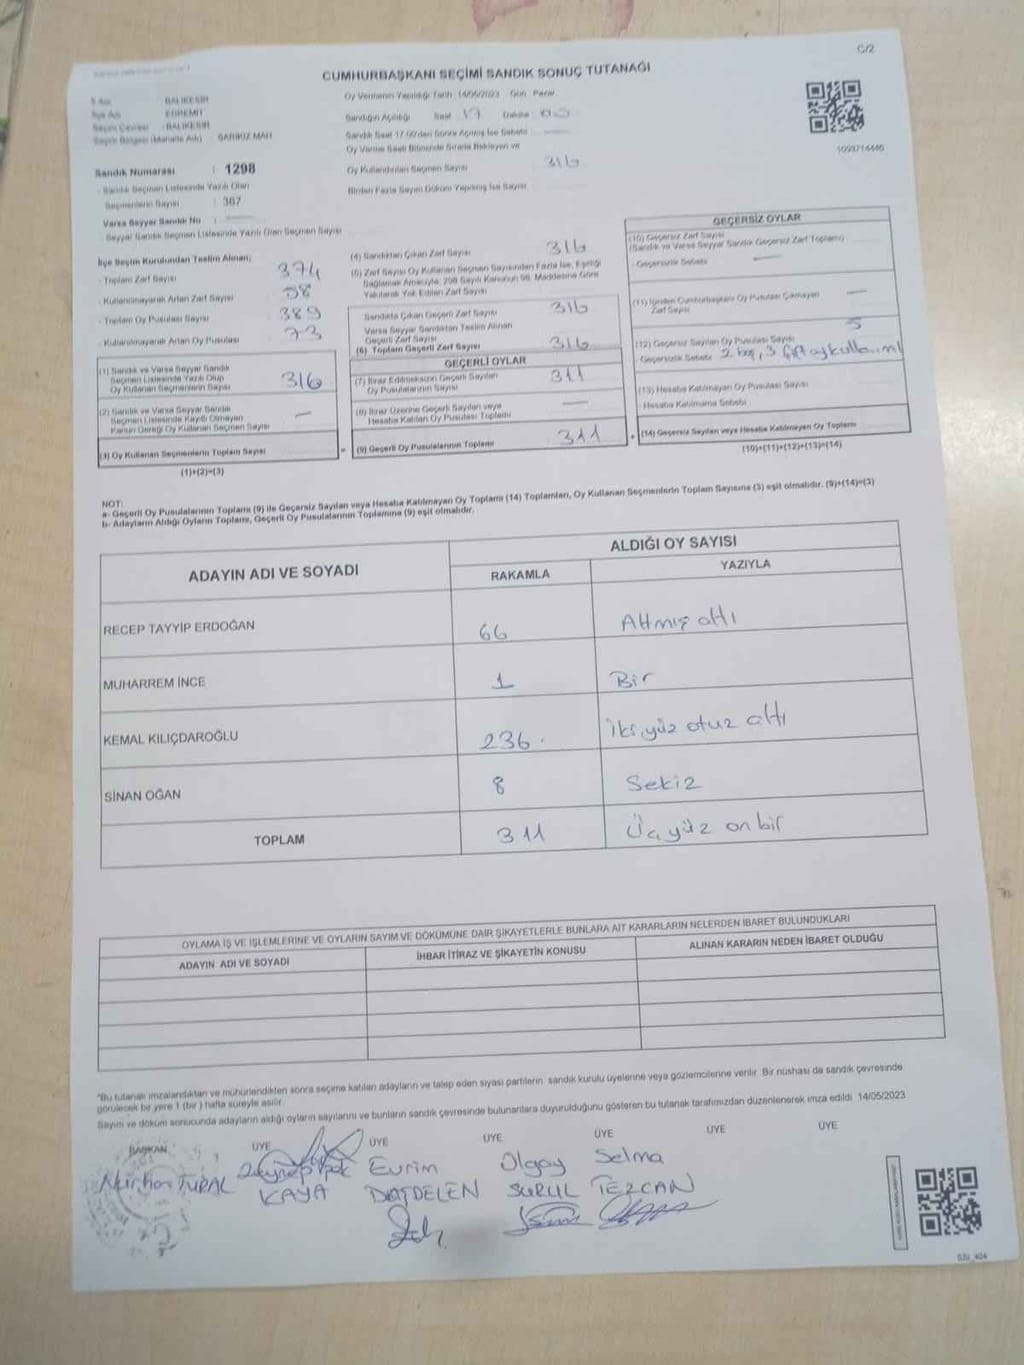 C/2
CUMHURBAŞKANI SEÇİMİ SANDIK SONUÇ TUTANAĞI
İl Adı BALIKESİR
İlçe Adı EDREMİT
Seçim Çevresi : BALIKESİR
Seçim Bölgesi (Mahalle Adı)
Oy Vermenin Yapıldığı Tarih 14/05/2023 Gün Pazar
Sandığın Açıldığı Saat 17 Dakika
Sandık Saat 17.00'den Sonra Açılmış İse Sebebi
Oy Verme Saati Bitiminde Sırada Bekleyen ve
Oy Kullandırılan Seçmen Sayısı 316
Birden Fazla Sayım Döküm Yapılmış İse Sayısı
Sandık Numarası : 1298
Sandık Seçmen Listesinde Yazılı Olan
Seçmenlerin Sayısı : 367
Varsa Seyyar Sandık No :
Seyyar Sandık Seçmen Listesinde Yazılı Olan Seçmen Sayısı
İlçe Seçim Kurulundan Teslim Alınan;
- Toplam Zarf Sayısı 374
- Kullanılmayarak Artan Zarf Sayısı 58
- Toplam Oy Pusulası Sayısı 389
- Kullanılmayarak Artan Oy Pusulası 73
(1) Sandık ve Varsa Seyyar Sandık
Seçmen Listesinde Yazılı Olup
Oy Kullanan Seçmenlerin Sayısı 316
(2) Sandık ve Varsa Seyyar Sandık
Seçmen Listesinde Kayıtlı Olmayan
Kanun Gereği Oy Kullanan Seçmen Sayısı —
(3) Oy Kullanan Seçmenlerin Toplam Sayısı
(1)+(2)=(3)
(4) Sandıktan Çıkan Zarf Sayısı 316
(5) Zarf Sayısı Oy Kullanan Seçmen Sayısından Fazla İse, Eşitliği
Sağlamak Amacıyla; 298 Sayılı Kanunun 98. Maddesine Göre
Yakılarak Yok Edilen Zarf Sayısı
Sandıkta Çıkan Geçerli Zarf Sayısı 316
Varsa Seyyar Sandıktan Teslim Alınan
Geçerli Zarf Sayısı
(6) Toplam Geçerli Zarf Sayısı 316
GEÇERLİ OYLAR
(7) İtiraz Edilmeksizin Geçerli Sayılan
Oy Pusulalarının Sayısı 311
(8) İtiraz Üzerine Geçerli Sayılan veya
Hesaba Katılan Oy Pusulası Toplamı —
= (9) Geçerli Oy Pusulalarının Toplamı 311
GEÇERSİZ OYLAR
(10) Geçersiz Zarf Sayısı
(Sandık ve Varsa Seyyar Sandık Geçersiz Zarf Toplamı)
- Geçersizlik Sebebi —
(11) İçinden Cumhurbaşkanı Oy Pusulası Çıkmayan
Zarf Sayısı —
(12) Geçersiz Sayılan Oy Pusulası Sayısı 5
- Geçersizlik Sebebi 2 boş, 3 çift oy kullanımı
(13) Hesaba Katılmayan Oy Pusulası Sayısı
- Hesaba Katılmama Sebebi
+ (14) Geçersiz Sayılan veya Hesaba Katılmayan Oy Toplamı
(10)+(11)+(12)+(13)=(14)
NOT:
a- Geçerli Oy Pusulalarının Toplamı (9) ile Geçersiz Sayılan veya Hesaba Katılmayan Oy Toplamı (14) Toplamları, Oy Kullanan Seçmenlerin Toplam Sayısına (3) eşit olmalıdır. (9)+(14)=(3)
b- Adayların Aldığı Oyların Toplamı, Geçerli Oy Pusulalarının Toplamına (9) eşit olmalıdır.
ADAYIN ADI VE SOYADI
ALDIĞI OY SAYISI
RAKAMLA YAZIYLA
RECEP TAYYİP ERDOĞAN 66 Altmış altı
MUHARREM İNCE 1 Bir
KEMAL KILIÇDAROĞLU 236 İkiyüz otuz altı
SİNAN OĞAN 8 Sekiz
TOPLAM 311 Üçyüz on bir
OYLAMA İŞ VE İŞLEMLERİNE VE OYLARIN SAYIM VE DÖKÜMÜNE DAİR ŞİKAYETLERLE BUNLARA AİT KARARLARIN NELERDEN İBARET BULUNDUKLARI
ADAYIN ADI VE SOYADI
İHBAR İTİRAZ VE ŞİKAYETİN KONUSU
ALINAN KARARIN NEDEN İBARET OLDUĞU
*Bu tutanak imzalandıktan ve mühürlendikten sonra seçime katılan adayların ve talep eden siyasi partilerin sandık kurulu üyelerine veya gözlemcilerine verilir. Bir nüshası da sandık çevresinde
görülecek bir yere 1 (bir) hafta süreyle asılır.
Sayım ve döküm sonucunda adayların aldığı oyların sayılarını ve bunların sandık çevresinde bulunanlara duyurulduğunu gösteren bu tutanak tarafımızdan düzenlenerek imza edildi. 14/05/2023
BAŞKAN ÜYE ÜYE ÜYE ÜYE ÜYE ÜYE
Nurhan TURAL
Zeynep İpek KAYA
Evrim
Olgay
Selma TEZCAN